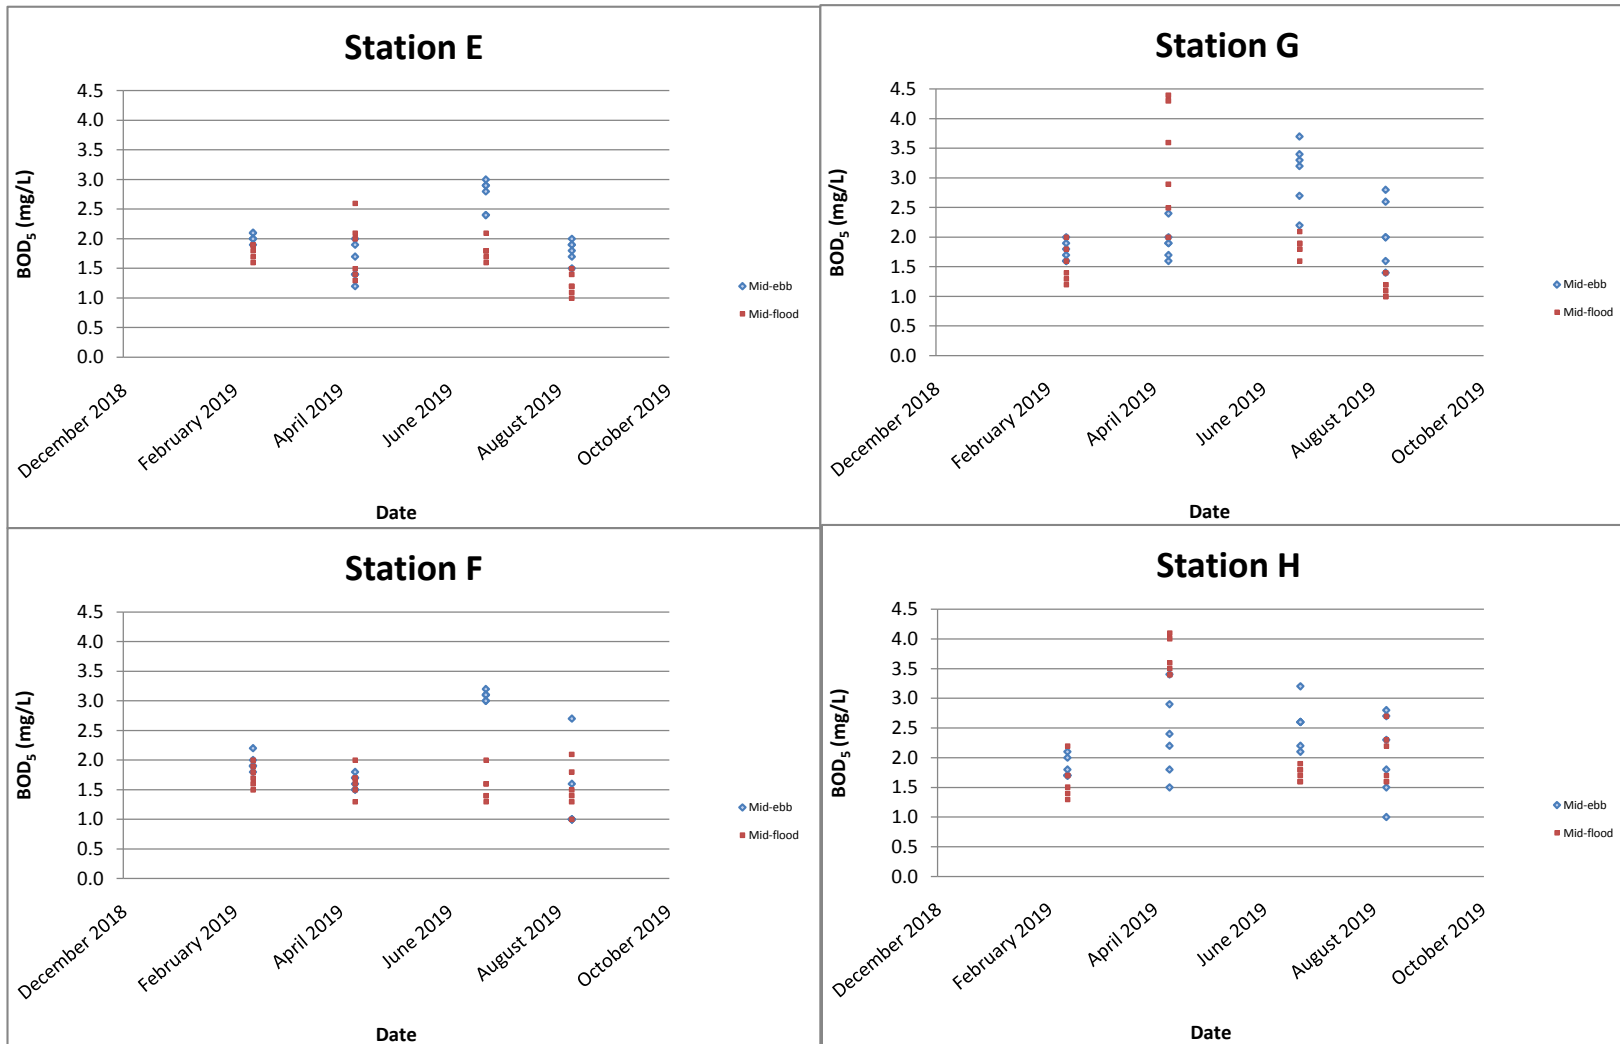 Station E
BOD5 (mg/L)
4.5
4.0
3.5
3.0
2.5
2.0
1.5
1.0
0.5
0.0
December 2018
February 2019
April 2019
June 2019
August 2019
October 2019
Date
Mid-ebb
Mid-flood
Station G
BOD5 (mg/L)
4.5
4.0
3.5
3.0
2.5
2.0
1.5
1.0
0.5
0.0
December 2018
February 2019
April 2019
June 2019
August 2019
October 2019
Date
Mid-ebb
Mid-flood
Station F
BOD5 (mg/L)
4.5
4.0
3.5
3.0
2.5
2.0
1.5
1.0
0.5
0.0
December 2018
February 2019
April 2019
June 2019
August 2019
October 2019
Date
Mid-ebb
Mid-flood
Station H
BOD5 (mg/L)
4.5
4.0
3.5
3.0
2.5
2.0
1.5
1.0
0.5
0.0
December 2018
February 2019
April 2019
June 2019
August 2019
October 2019
Date
Mid-ebb
Mid-flood